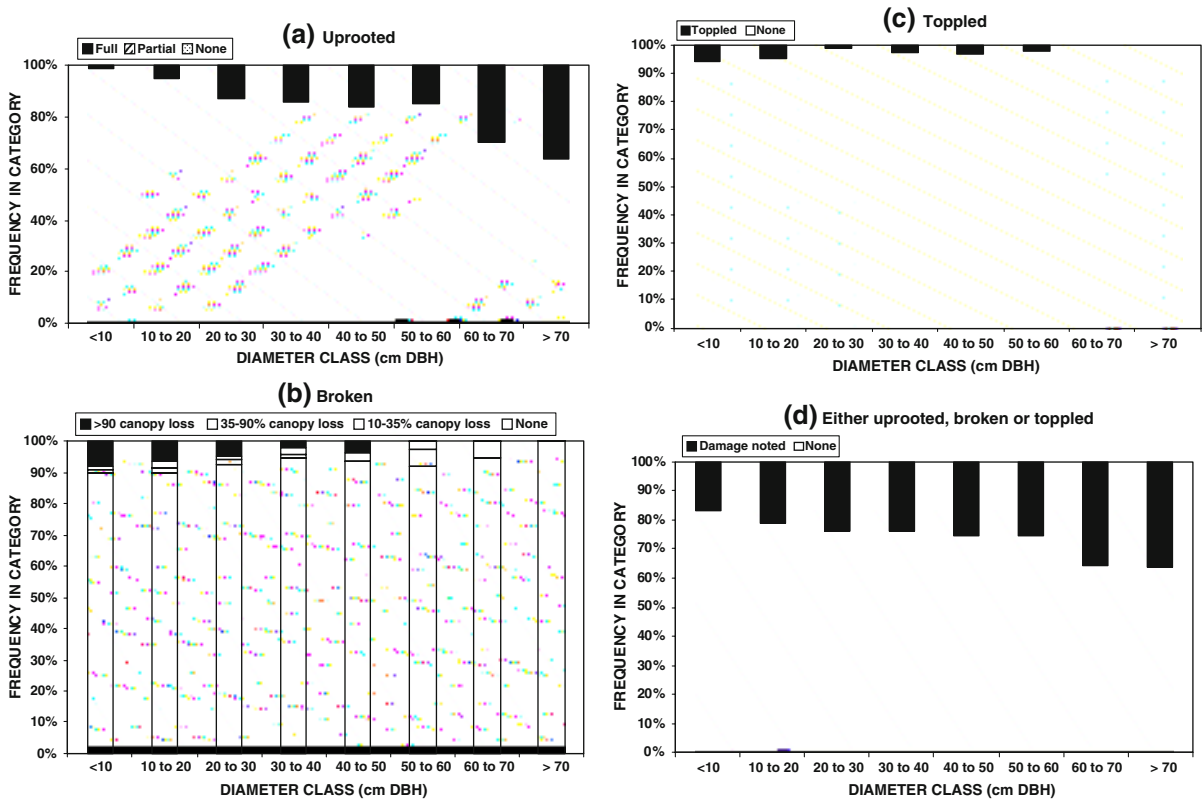 (a) Uprooted
Full Partial None
FREQUENCY IN CATEGORY
100%
80%
60%
40%
20%
0%
<10 10 to 20 20 to 30 30 to 40 40 to 50 50 to 60 60 to 70 > 70
DIAMETER CLASS (cm DBH)
(b) Broken
>90 canopy loss 35-90% canopy loss 10-35% canopy loss None
FREQUENCY IN CATEGORY
100%
90%
80%
70%
60%
50%
40%
30%
20%
10%
0%
<10 10 to 20 20 to 30 30 to 40 40 to 50 50 to 60 60 to 70 > 70
DIAMETER CLASS (cm DBH)
(c) Toppled
Toppled None
FREQUENCY IN CATEGORY
100%
90%
80%
70%
60%
50%
40%
30%
20%
10%
0%
<10 10 to 20 20 to 30 30 to 40 40 to 50 50 to 60 60 to 70 > 70
DIAMETER CLASS (cm DBH)
(d) Either uprooted, broken or toppled
Damage noted None
FREQUENCY IN CATEGORY
100%
90%
80%
70%
60%
50%
40%
30%
20%
10%
0%
<10 10 to 20 20 to 30 30 to 40 40 to 50 50 to 60 60 to 70 > 70
DIAMETER CLASS (cm DBH)